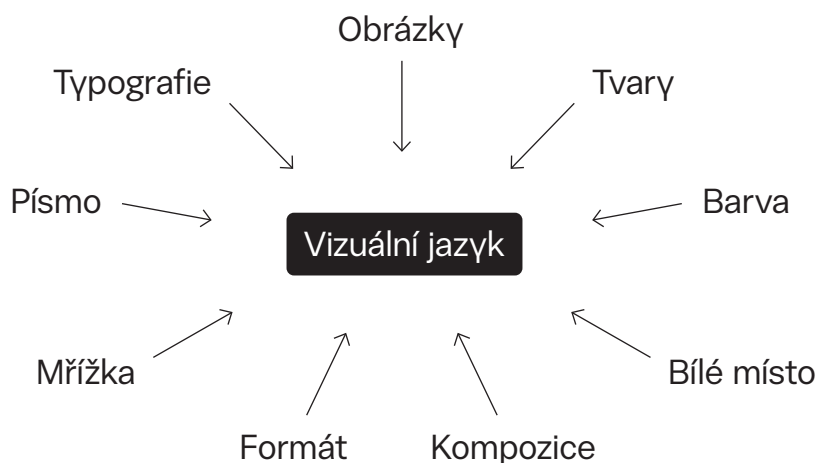 Obrázky
Typografie
Tvary
Písmo
Barva
Vizuální jazyk
Mřížka
Bílé místo
Formát
Kompozice